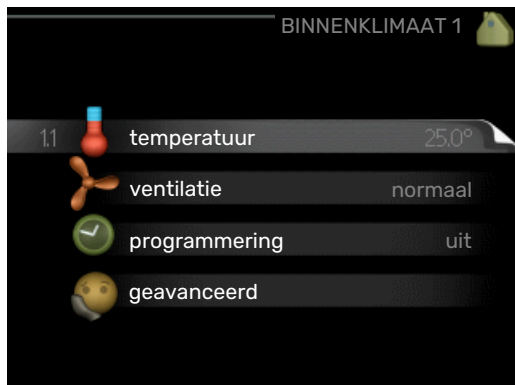 BINNENKLIMAAT 1
1.1 temperatuur 25.0°
ventilatie normaal
programmering uit
geavanceerd